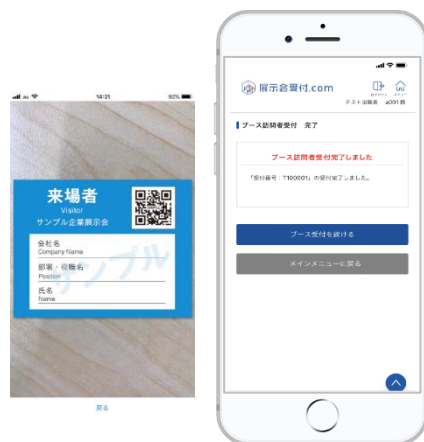 au
14:21
90%
来場者
Visitor
サンプル企業展示会
会社名
Company Name
部署・役職名
Position
氏名
Name
サンプル
戻る
展示会受付.com
ログアウト
メニュー
テスト出展者 a001 様
ブース訪問者受付 完了
ブース訪問者受付完了しました
「受付番号:T100001」の受付完了しました。
ブース受付を続ける
メインメニューに戻る